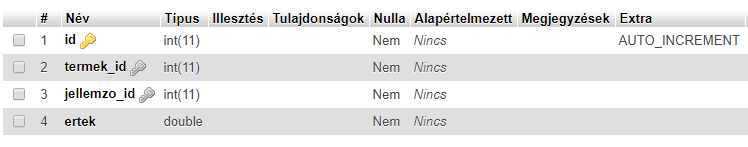 # Név Típus Illesztés Tulajdonságok Nulla Alapértelmezett Megjegyzések Extra
1 id int(11) Nem Nincs AUTO_INCREMENT
2 termek_id int(11) Nem Nincs
3 jellemzo_id int(11) Nem Nincs
4 ertek double Nem Nincs